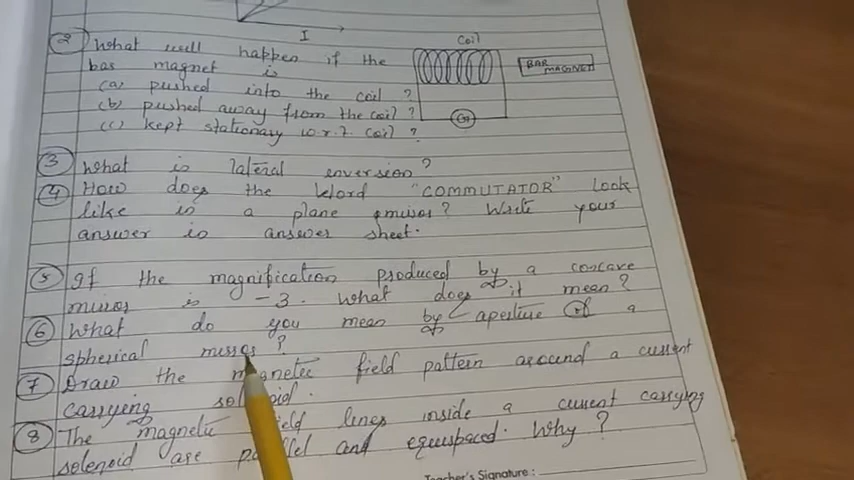 I
② What will happen if the
bar magnet is
(a) pushed into the coil ?
(b) pushed away from the coil ?
(c) kept stationary w.r.t. coil ?
Coil
BAR
MAGNET
G
③ What is lateral inversion ?
④ How does the Word "COMMUTATOR" Look
like in a plane mirror? Write your
answer in answer sheet.
⑤ If the magnification produced by a concave
mirror is -3. What does it mean ?
⑥ What do you mean by aperture of a
spherical mirror ?
⑦ Draw the magnetic field pattern around a current
carrying solenoid.
⑧ The magnetic field lines inside a current carrying
solenoid are parallel and equispaced. Why ?
Teacher's Signature :